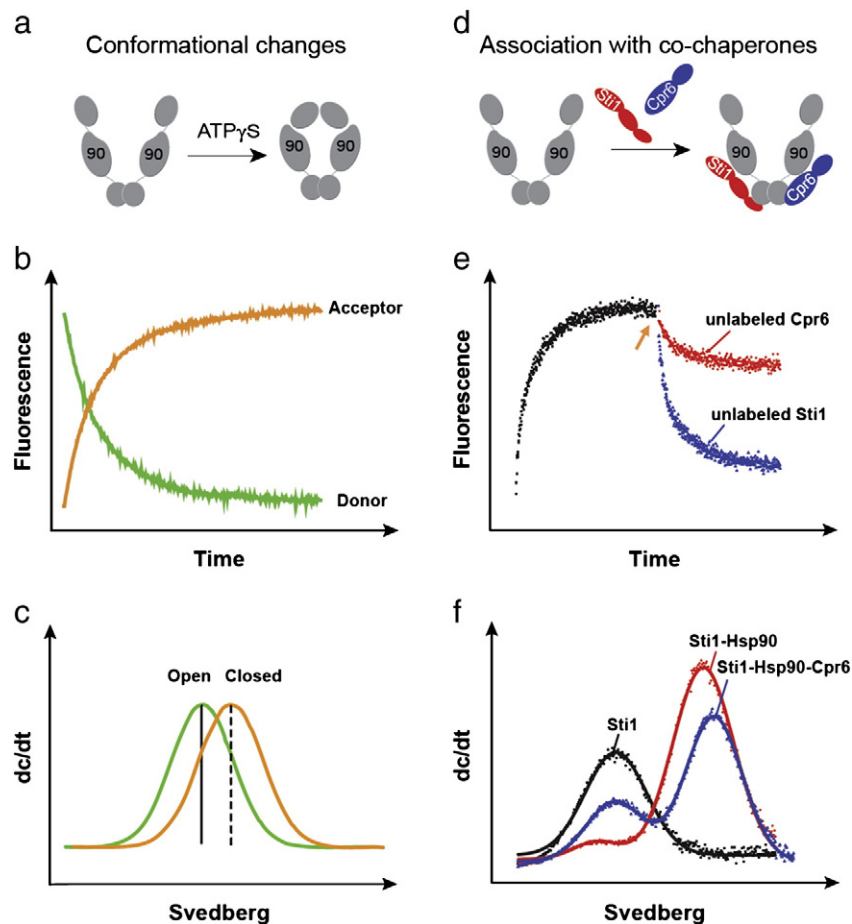 a
Conformational changes
90
90
ATPγS
90
90
b
Fluorescence
Acceptor
Donor
Time
c
dc/dt
Open
Closed
Svedberg
d
Association with co-chaperones
90
90
Sti1
Cpr6
90
90
Sti1
Cpr6
e
Fluorescence
unlabeled Cpr6
unlabeled Sti1
Time
f
dc/dt
Sti1-Hsp90
Sti1-Hsp90-Cpr6
Sti1
Svedberg